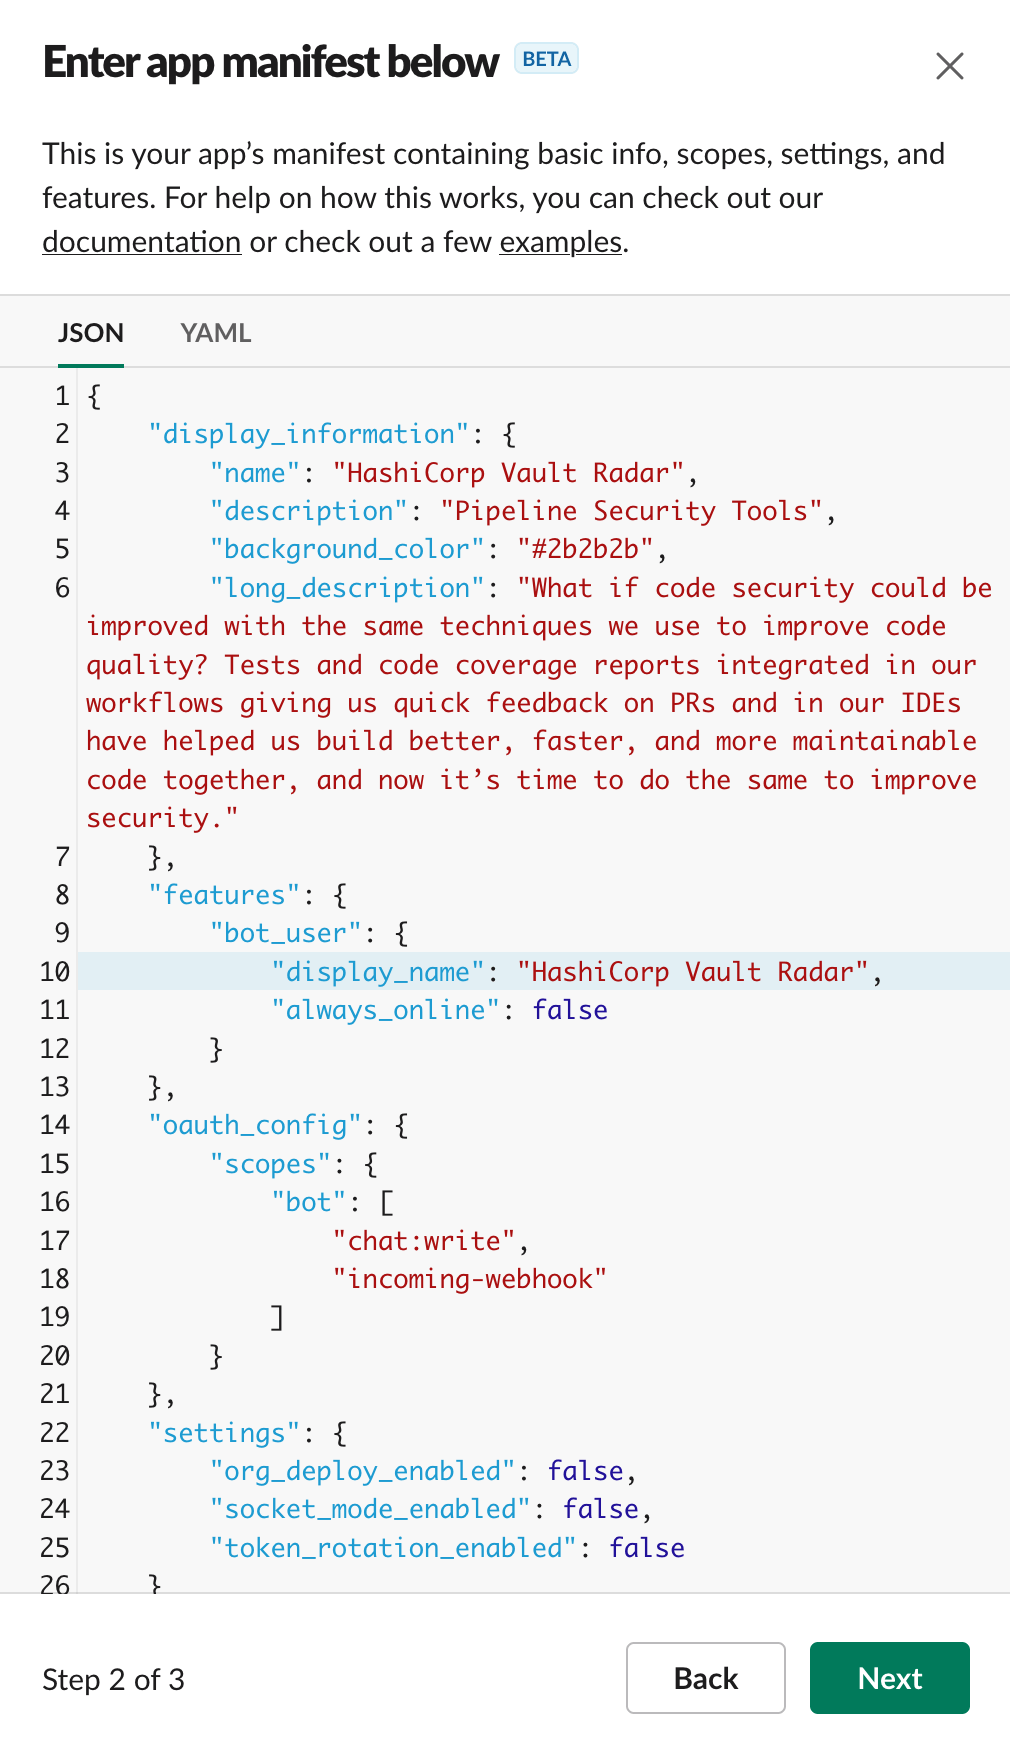 Enter app manifest below BETA
This is your app’s manifest containing basic info, scopes, settings, and
features. For help on how this works, you can check out our
documentation or check out a few examples.
JSON YAML
1 {
2     "display_information": {
3         "name": "HashiCorp Vault Radar",
4         "description": "Pipeline Security Tools",
5         "background_color": "#2b2b2b",
6         "long_description": "What if code security could be
improved with the same techniques we use to improve code
quality? Tests and code coverage reports integrated in our
workflows giving us quick feedback on PRs and in our IDEs
have helped us build better, faster, and more maintainable
code together, and now it’s time to do the same to improve
security."
7     },
8     "features": {
9         "bot_user": {
10             "display_name": "HashiCorp Vault Radar",
11             "always_online": false
12         }
13     },
14     "oauth_config": {
15         "scopes": {
16             "bot": [
17                 "chat:write",
18                 "incoming-webhook"
19             ]
20         }
21     },
22     "settings": {
23         "org_deploy_enabled": false,
24         "socket_mode_enabled": false,
25         "token_rotation_enabled": false
26     }
Step 2 of 3 Back Next